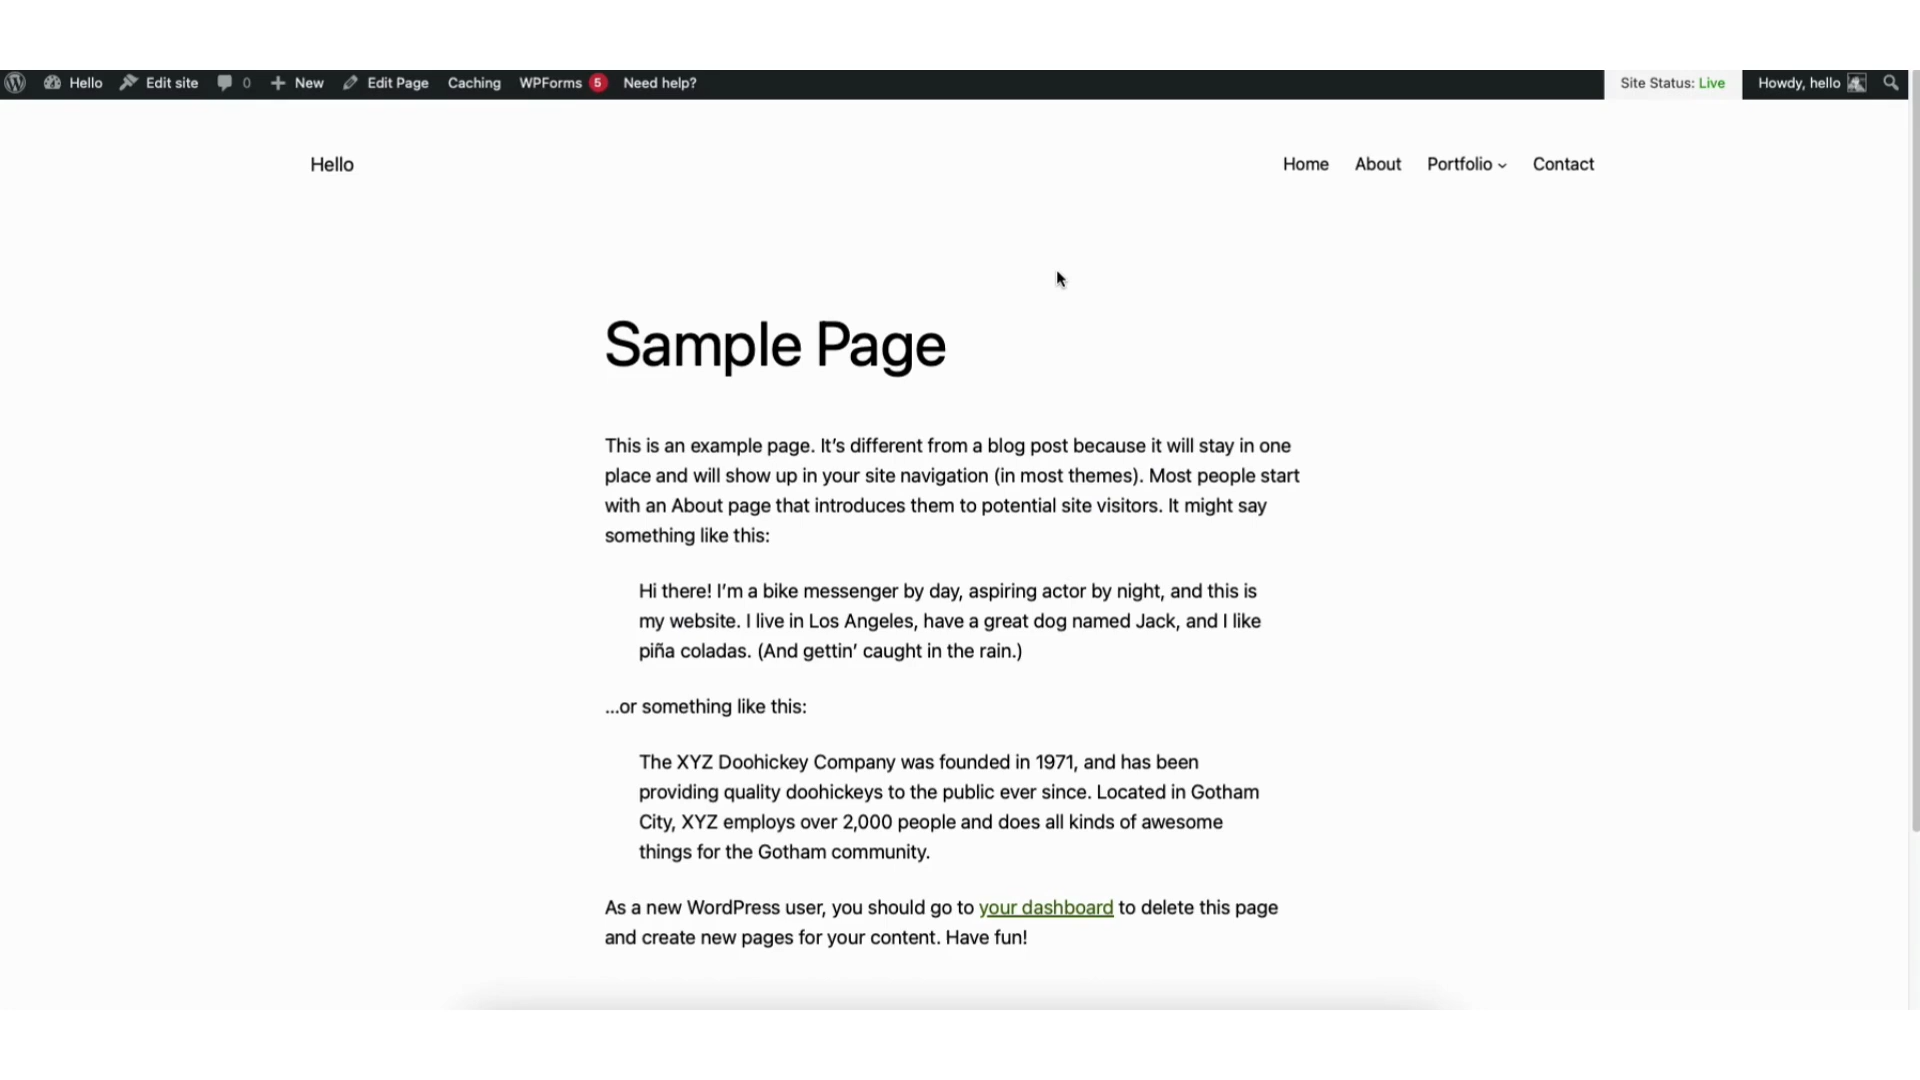 Hello Edit site 0 New Edit Page Caching WPForms 5 Need help? Site Status: Live Howdy, hello
Hello Home About Portfolio Contact
Sample Page
This is an example page. It’s different from a blog post because it will stay in one
place and will show up in your site navigation (in most themes). Most people start
with an About page that introduces them to potential site visitors. It might say
something like this:
Hi there! I’m a bike messenger by day, aspiring actor by night, and this is
my website. I live in Los Angeles, have a great dog named Jack, and I like
piña coladas. (And gettin’ caught in the rain.)
…or something like this:
The XYZ Doohickey Company was founded in 1971, and has been
providing quality doohickeys to the public ever since. Located in Gotham
City, XYZ employs over 2,000 people and does all kinds of awesome
things for the Gotham community.
As a new WordPress user, you should go to your dashboard to delete this page
and create new pages for your content. Have fun!